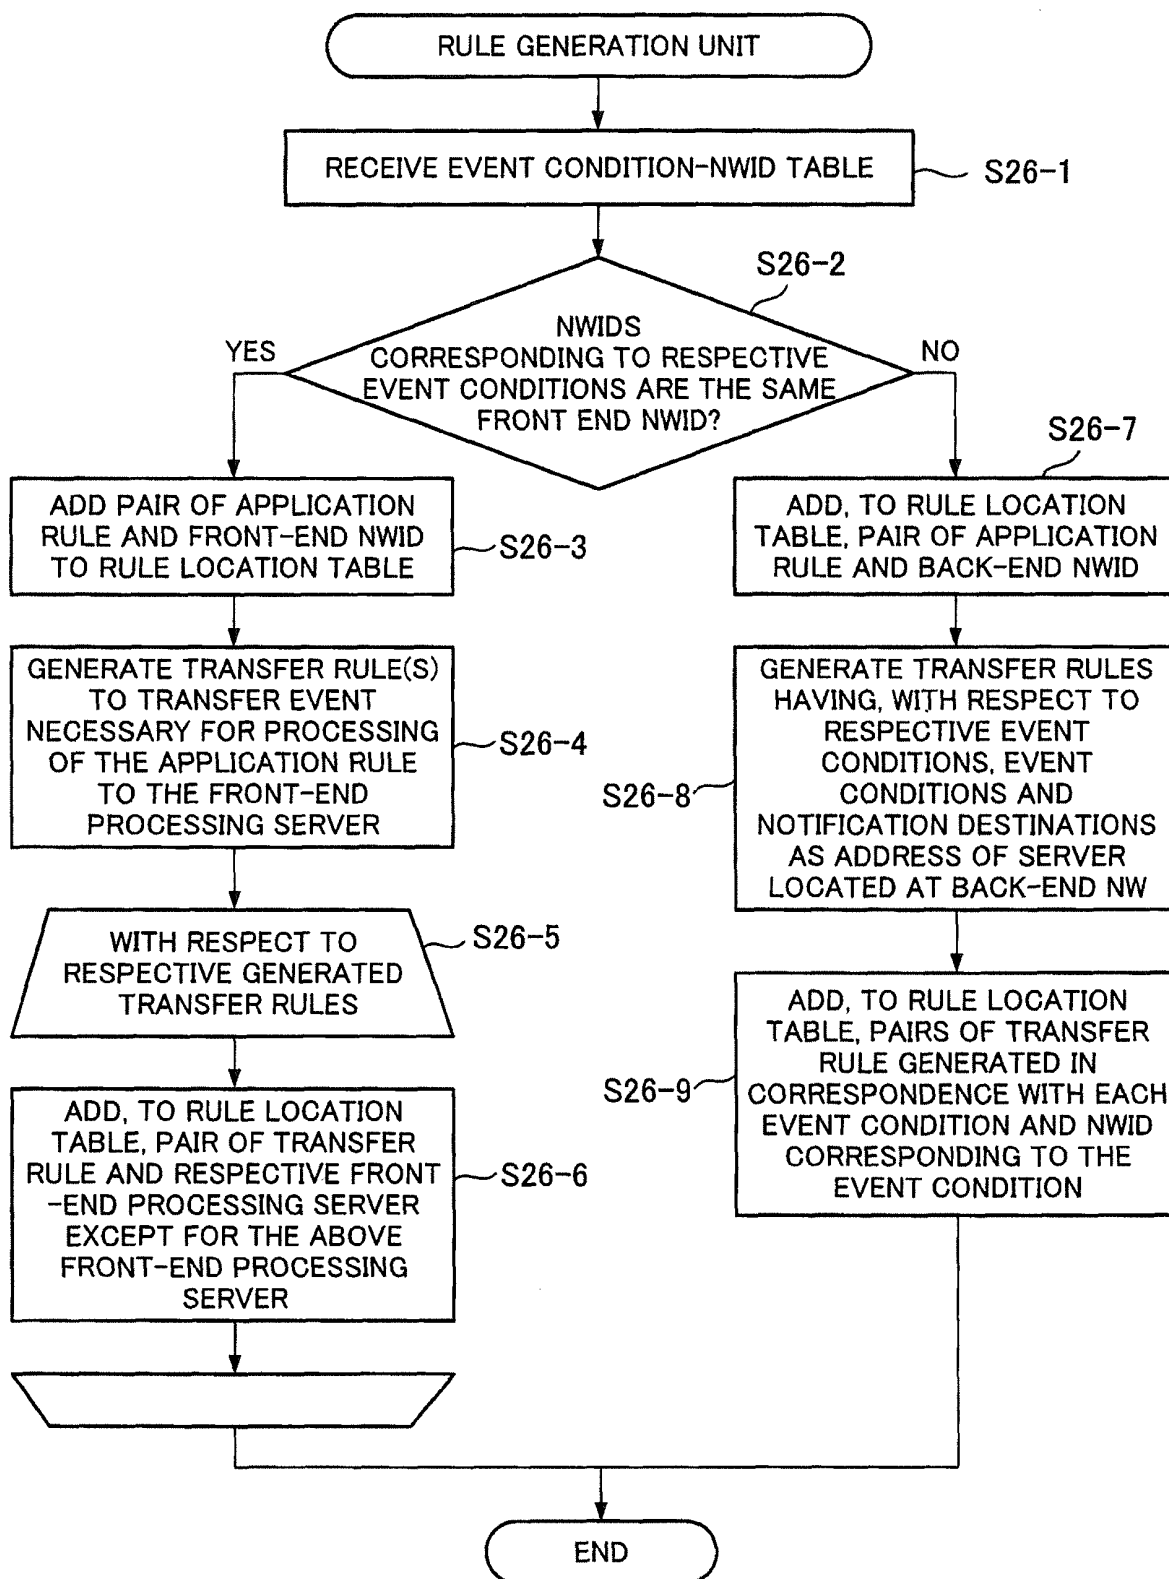 RULE GENERATION UNIT
RECEIVE EVENT CONDITION-NWID TABLE
S26-1
S26-2
NWIDS
CORRESPONDING TO RESPECTIVE
EVENT CONDITIONS ARE THE SAME
FRONT END NWID?
YES
NO
ADD PAIR OF APPLICATION
RULE AND FRONT-END NWID
TO RULE LOCATION TABLE
S26-3
GENERATE TRANSFER RULE(S)
TO TRANSFER EVENT
NECESSARY FOR PROCESSING
OF THE APPLICATION RULE
TO THE FRONT-END
PROCESSING SERVER
S26-4
WITH RESPECT TO
RESPECTIVE GENERATED
TRANSFER RULES
S26-5
ADD, TO RULE LOCATION
TABLE, PAIR OF TRANSFER
RULE AND RESPECTIVE FRONT
-END PROCESSING SERVER
EXCEPT FOR THE ABOVE
FRONT-END PROCESSING
SERVER
S26-6
S26-7
ADD, TO RULE LOCATION
TABLE, PAIR OF APPLICATION
RULE AND BACK-END NWID
GENERATE TRANSFER RULES
HAVING, WITH RESPECT TO
RESPECTIVE EVENT
CONDITIONS, EVENT
CONDITIONS AND
NOTIFICATION DESTINATIONS
AS ADDRESS OF SERVER
LOCATED AT BACK-END NW
S26-8
ADD, TO RULE LOCATION
TABLE, PAIRS OF TRANSFER
RULE GENERATED IN
CORRESPONDENCE WITH EACH
EVENT CONDITION AND NWID
CORRESPONDING TO THE
EVENT CONDITION
S26-9
END